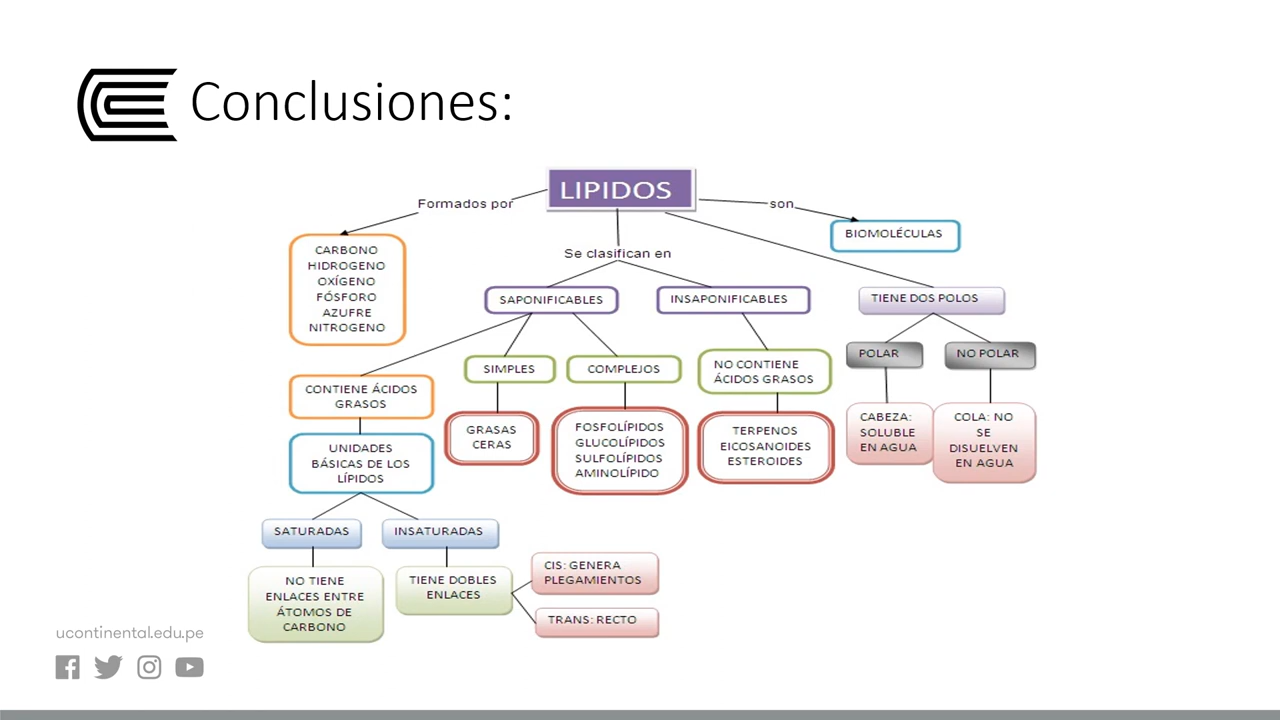 Conclusiones:
LIPIDOS
Formados por
son
CARBONO
HIDROGENO
OXÍGENO
FÓSFORO
AZUFRE
NITROGENO
BIOMOLÉCULAS
Se clasifican en
SAPONIFICABLES
INSAPONIFICABLES
TIENE DOS POLOS
CONTIENE ÁCIDOS
GRASOS
SIMPLES
COMPLEJOS
NO CONTIENE
ÁCIDOS GRASOS
POLAR
NO POLAR
UNIDADES
BÁSICAS DE LOS
LÍPIDOS
GRASAS
CERAS
FOSFOLÍPIDOS
GLUCOLÍPIDOS
SULFOLÍPIDOS
AMINOLÍPIDO
TERPENOS
EICOSANOIDES
ESTEROIDES
CABEZA:
SOLUBLE
EN AGUA
COLA: NO
SE
DISUELVEN
EN AGUA
SATURADAS
INSATURADAS
NO TIENE
ENLACES ENTRE
ÁTOMOS DE
CARBONO
TIENE DOBLES
ENLACES
CIS: GENERA
PLEGAMIENTOS
TRANS: RECTO
ucontinental.edu.pe